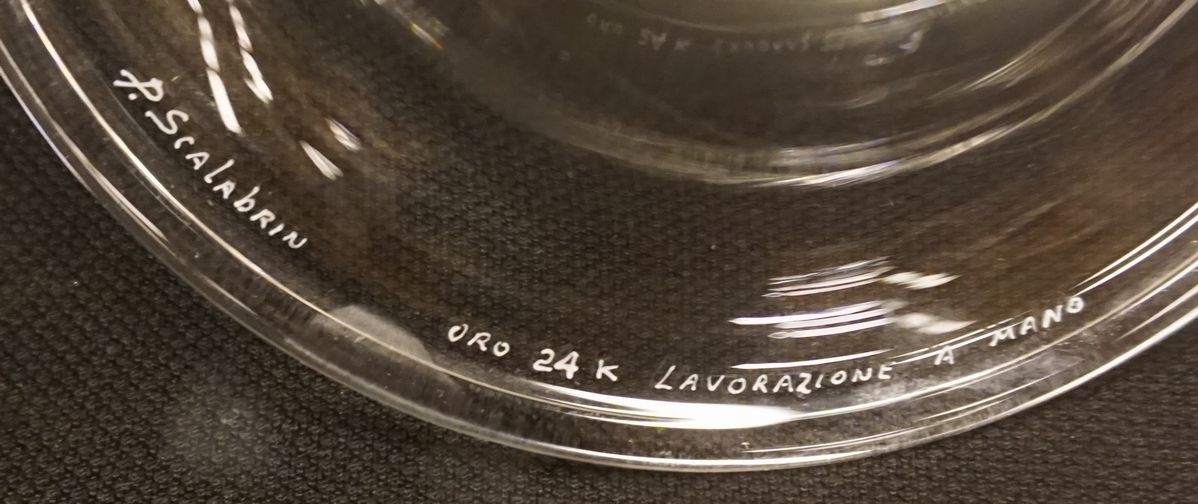 P. SCALABRIN
ORO 24 K LAVORAZIONE A MANO